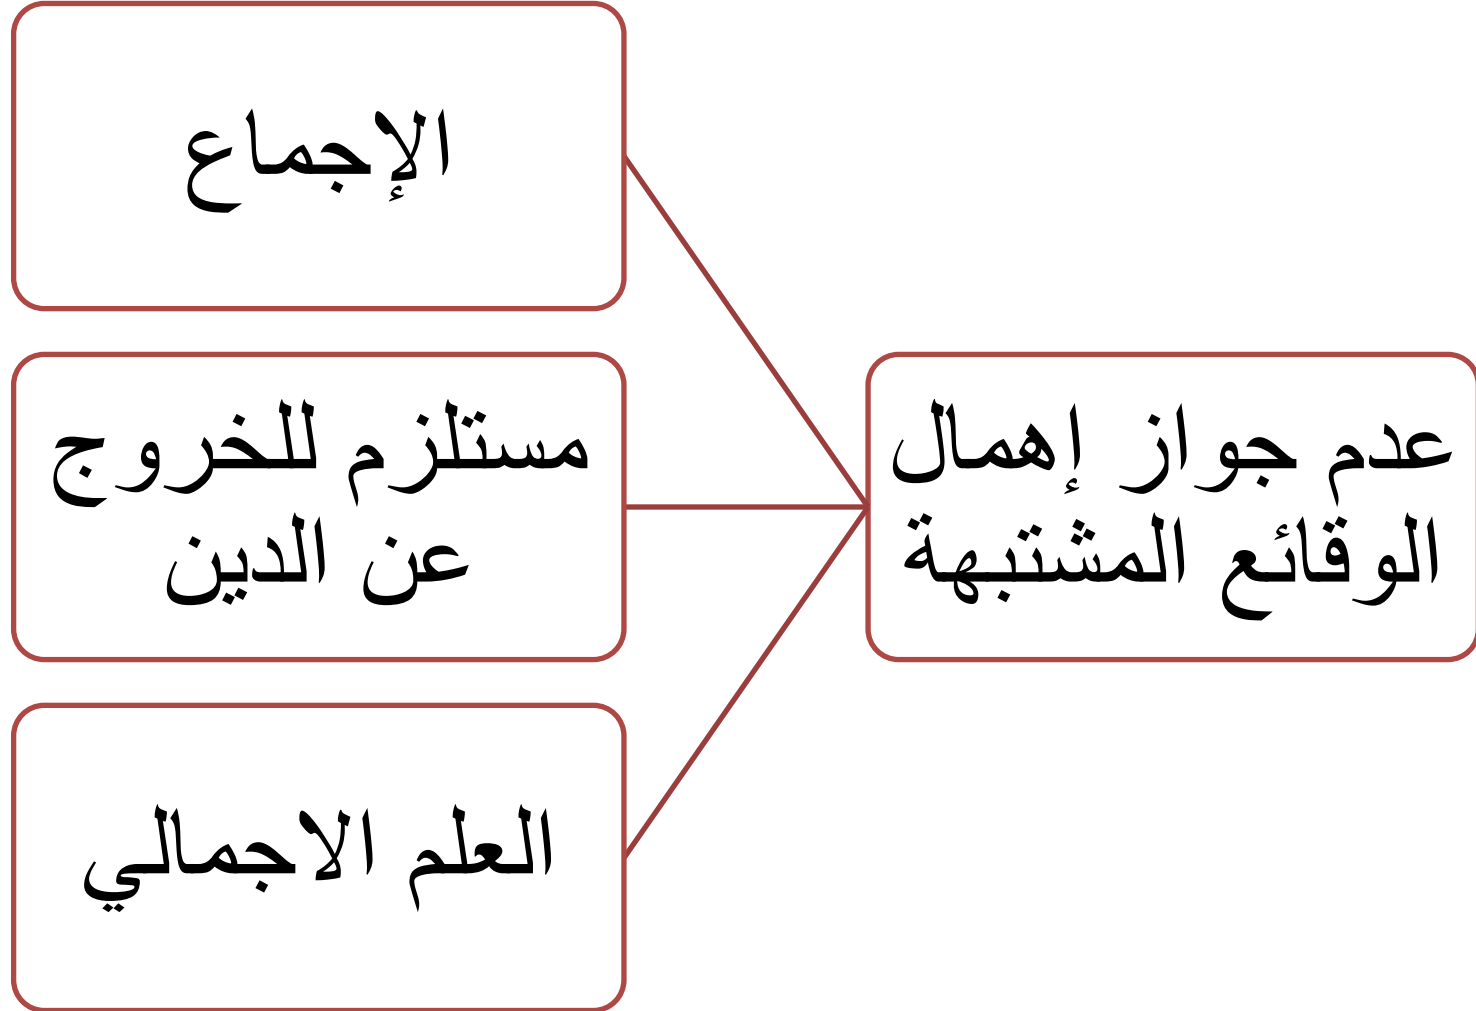 عدم جواز إهمال
الوقائع المشتبهة
الإجماع
مستلزم للخروج
عن الدين
العلم الاجمالي